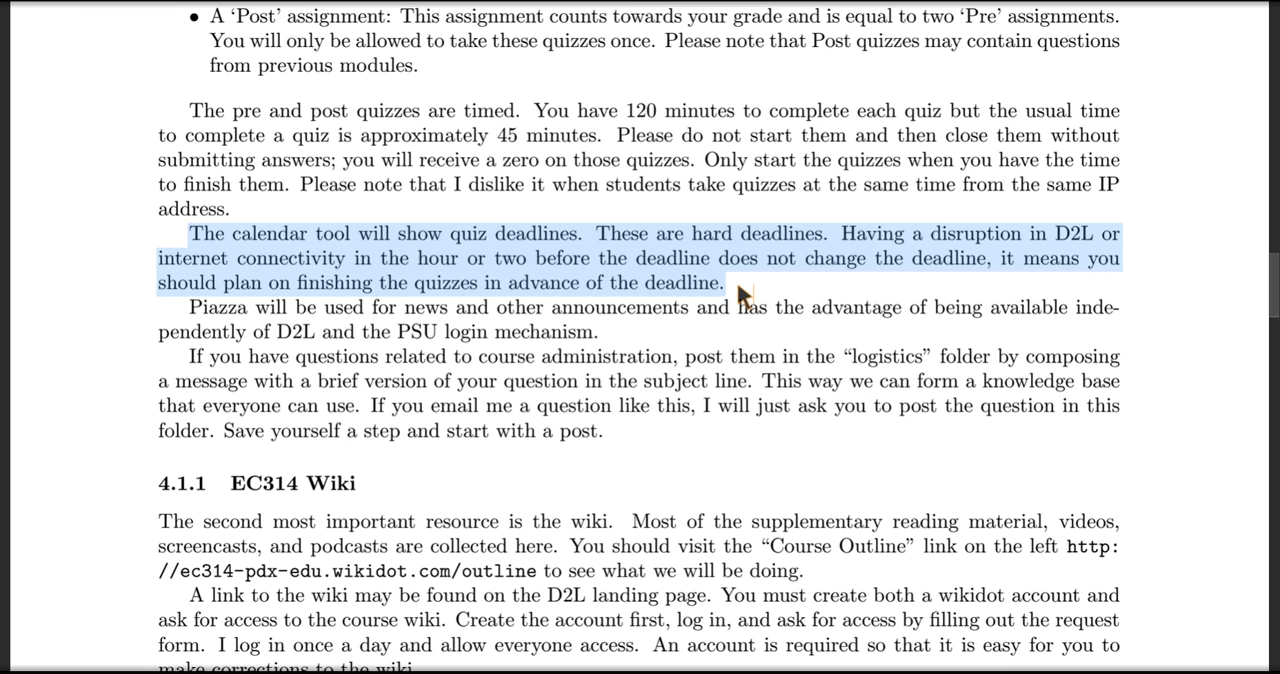 • A ‘Post’ assignment: This assignment counts towards your grade and is equal to two ‘Pre’ assignments.
You will only be allowed to take these quizzes once. Please note that Post quizzes may contain questions
from previous modules.
The pre and post quizzes are timed. You have 120 minutes to complete each quiz but the usual time
to complete a quiz is approximately 45 minutes. Please do not start them and then close them without
submitting answers; you will receive a zero on those quizzes. Only start the quizzes when you have the time
to finish them. Please note that I dislike it when students take quizzes at the same time from the same IP
address.
The calendar tool will show quiz deadlines. These are hard deadlines. Having a disruption in D2L or
internet connectivity in the hour or two before the deadline does not change the deadline, it means you
should plan on finishing the quizzes in advance of the deadline.
Piazza will be used for news and other announcements and has the advantage of being available inde-
pendently of D2L and the PSU login mechanism.
If you have questions related to course administration, post them in the “logistics” folder by composing
a message with a brief version of your question in the subject line. This way we can form a knowledge base
that everyone can use. If you email me a question like this, I will just ask you to post the question in this
folder. Save yourself a step and start with a post.
4.1.1 EC314 Wiki
The second most important resource is the wiki. Most of the supplementary reading material, videos,
screencasts, and podcasts are collected here. You should visit the “Course Outline” link on the left http:
//ec314-pdx-edu.wikidot.com/outline to see what we will be doing.
A link to the wiki may be found on the D2L landing page. You must create both a wikidot account and
ask for access to the course wiki. Create the account first, log in, and ask for access by filling out the request
form. I log in once a day and allow everyone access. An account is required so that it is easy for you to
make corrections to the wiki